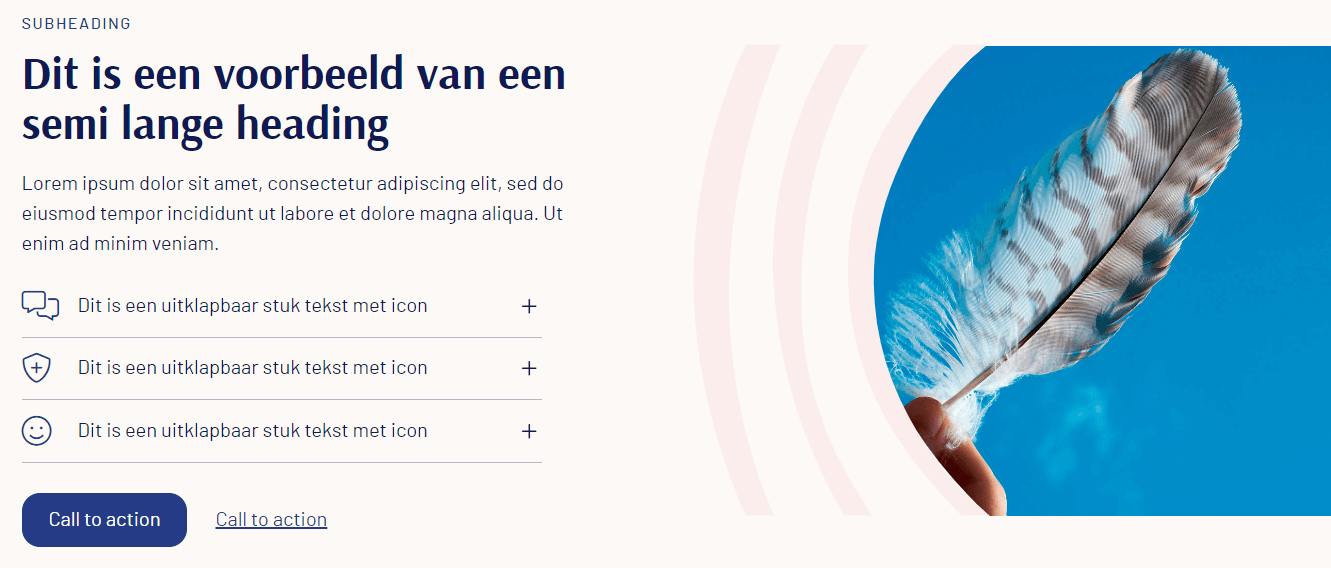 SUBHEADING
Dit is een voorbeeld van een
semi lange heading
Lorem ipsum dolor sit amet, consectetur adipiscing elit, sed do
eiusmod tempor incididunt ut labore et dolore magna aliqua. Ut
enim ad minim veniam.
Dit is een uitklapbaar stuk tekst met icon +
Dit is een uitklapbaar stuk tekst met icon +
Dit is een uitklapbaar stuk tekst met icon +
Call to action Call to action